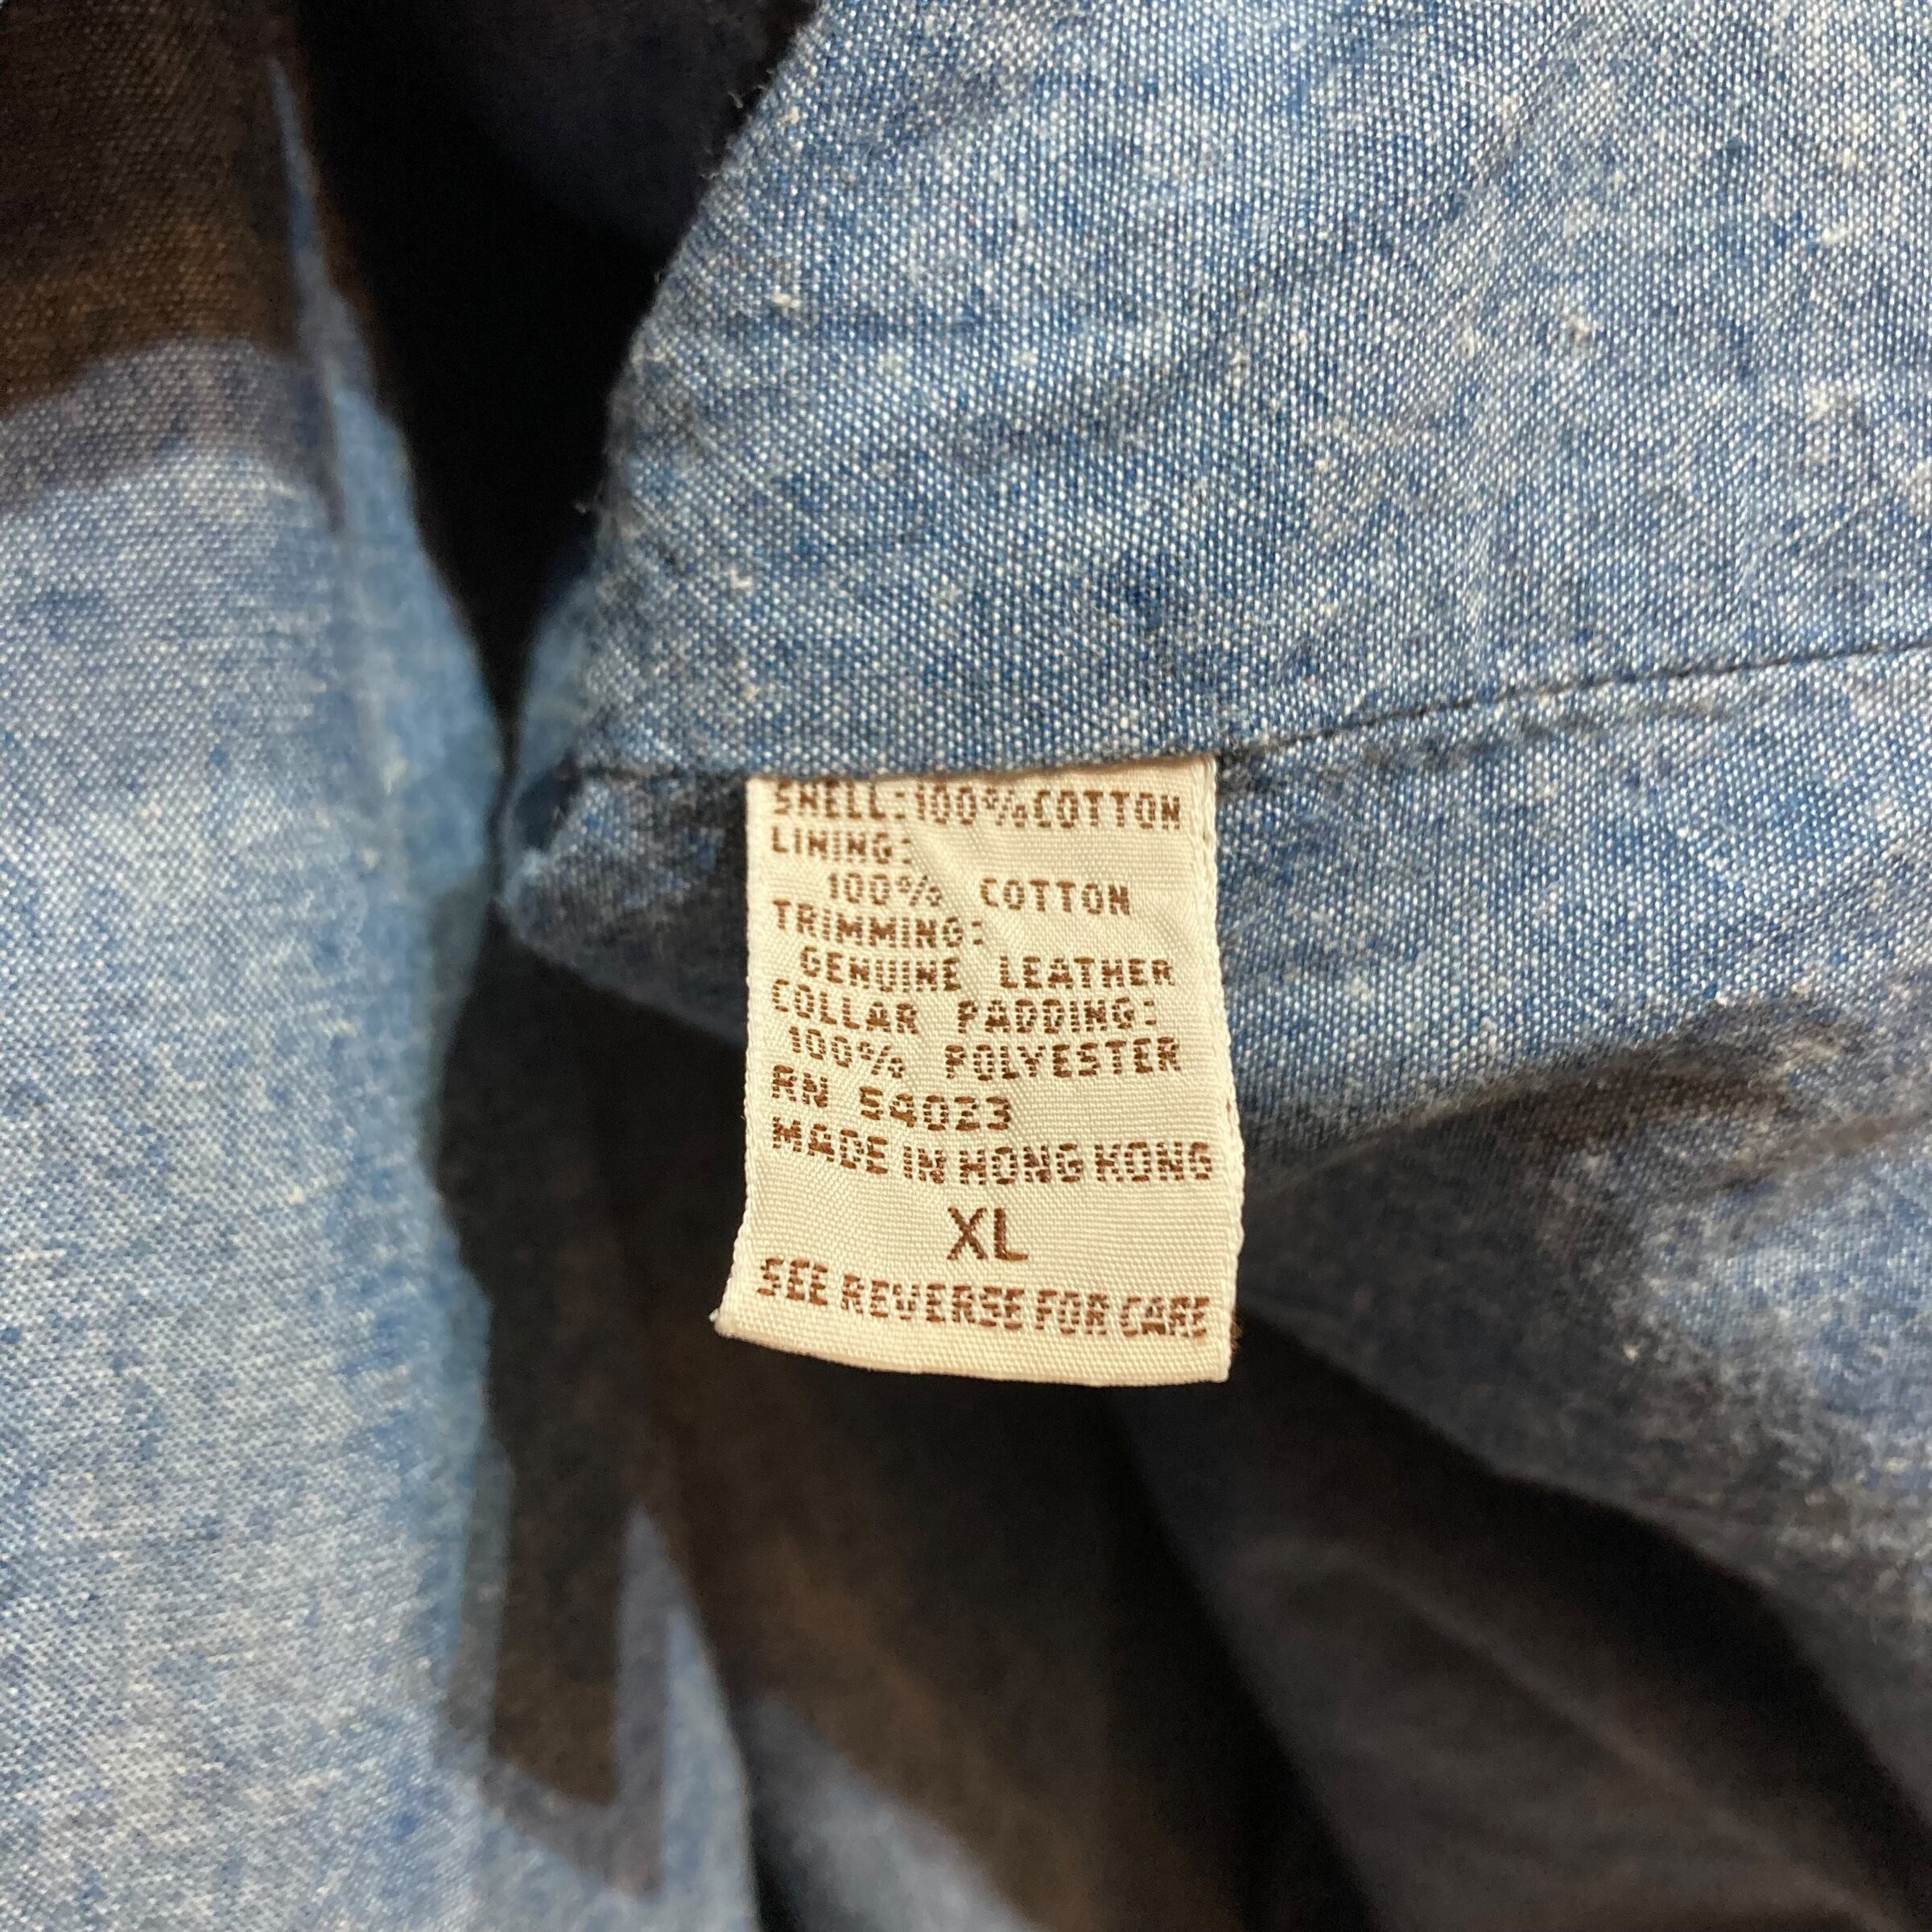 SHELL:100%COTTON
LINING:
100% COTTON
TRIMMING:
GENUINE LEATHER
COLLAR PADDING:
100% POLYESTER
RN 54023
MADE IN HONG KONG
XL
SEE REVERSE FOR CARE